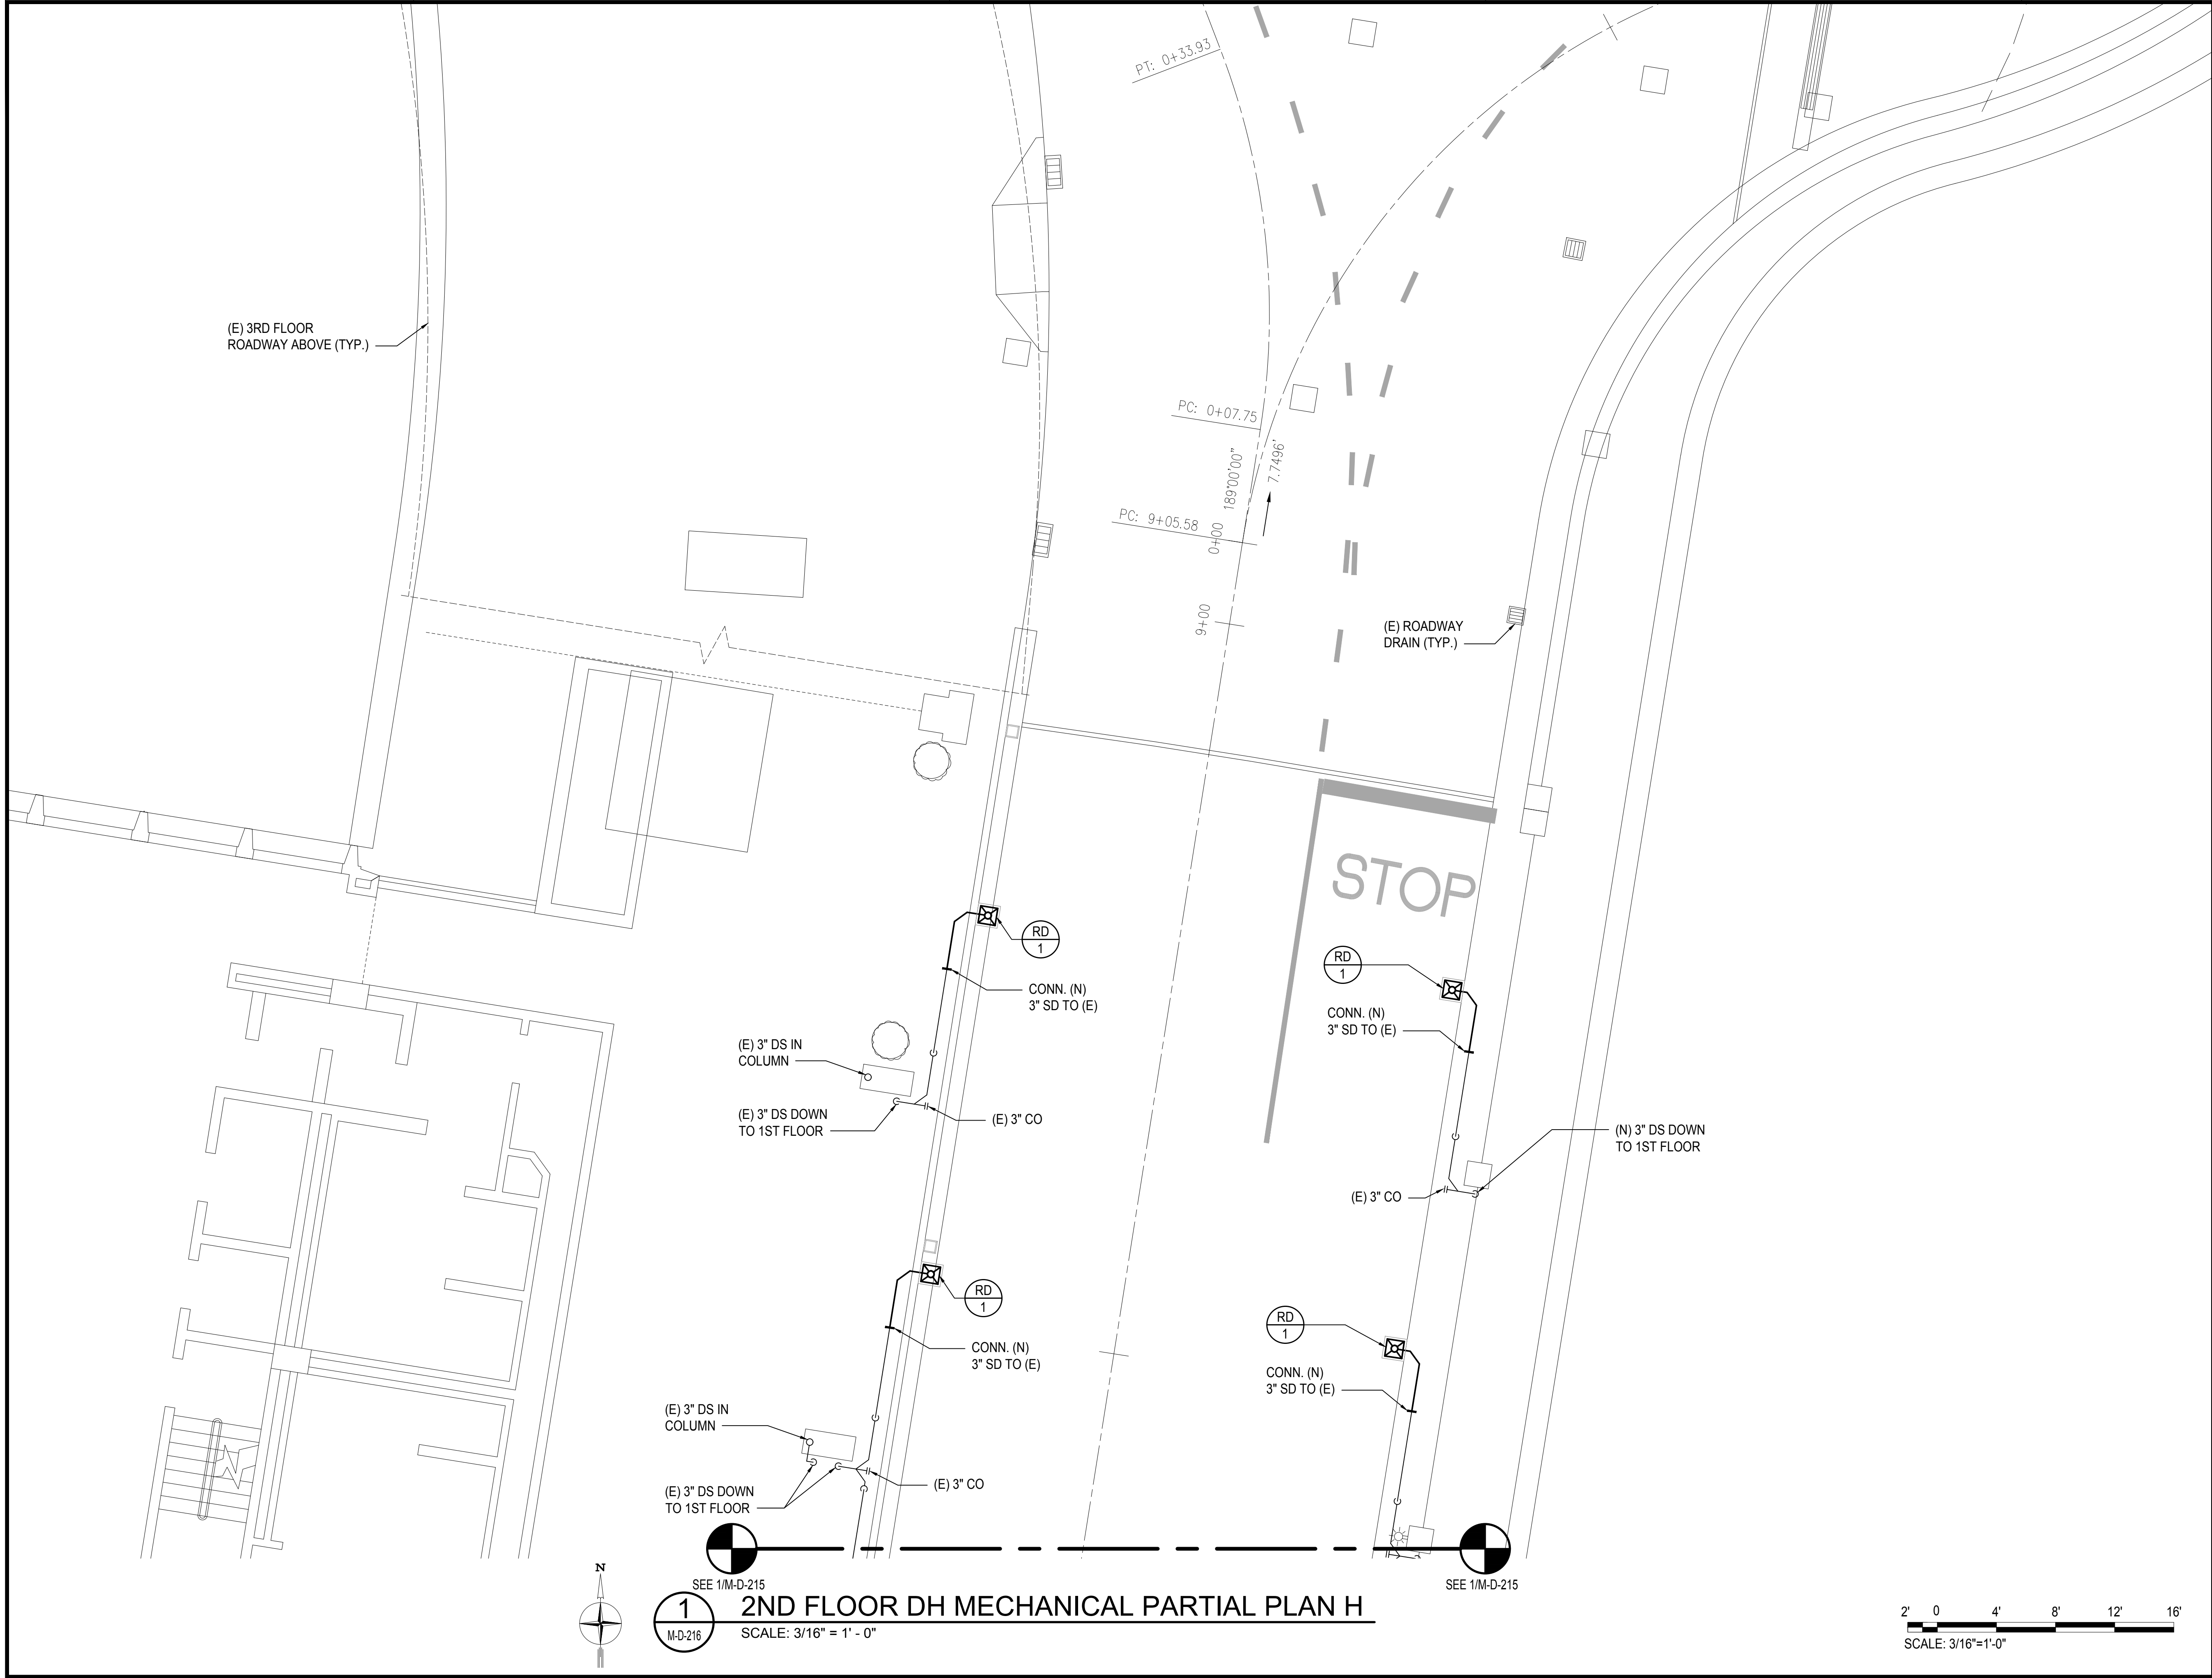 PT: 0+33.93
(E) 3RD FLOOR
ROADWAY ABOVE (TYP.)
PC: 0+07.75
189°00'00"
7.7496'
PC: 9+05.58
0+00
9+00
(E) ROADWAY
DRAIN (TYP.)
STOP
RD
1
CONN. (N)
3" SD TO (E)
RD
1
CONN. (N)
3" SD TO (E)
(E) 3" DS IN
COLUMN
(E) 3" DS DOWN
TO 1ST FLOOR
(E) 3" CO
(N) 3" DS DOWN
TO 1ST FLOOR
(E) 3" CO
RD
1
CONN. (N)
3" SD TO (E)
RD
1
CONN. (N)
3" SD TO (E)
(E) 3" DS IN
COLUMN
(E) 3" DS DOWN
TO 1ST FLOOR
(E) 3" CO
SEE 1/M-D-215
SEE 1/M-D-215
N
1
M-D-216
2ND FLOOR DH MECHANICAL PARTIAL PLAN H
SCALE: 3/16" = 1' - 0"
2' 0 4' 8' 12' 16'
SCALE: 3/16"=1'-0"